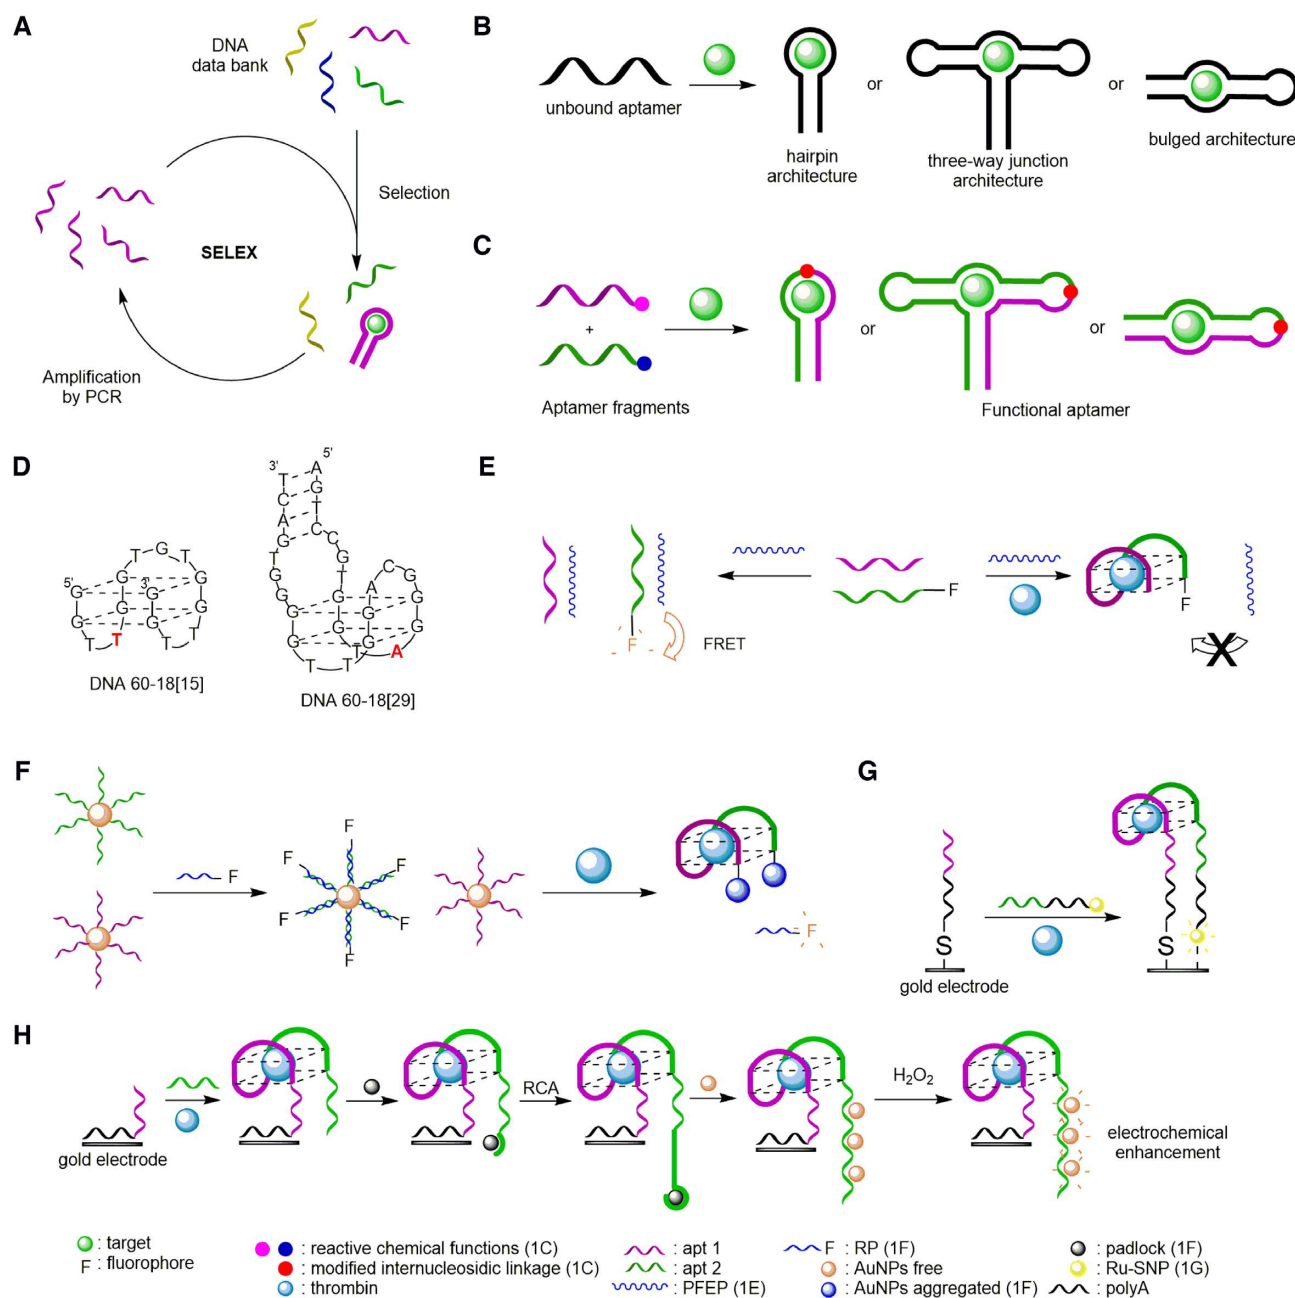 A
DNA
data bank
Selection
SELEX
Amplification
by PCR
B
unbound aptamer
or
or
hairpin
architecture
three-way junction
architecture
bulged architecture
C
+
or
or
Aptamer fragments
Functional aptamer
D
5'
3'
G
G
T
T
G
G
T
G
T
G
G
T
T
G
G
DNA 60-18[15]
3'
5'
T
C
A
G
T
G
G
G
G
T
T
G
G
A
C
G
G
G
A
T
G
G
T
G
C
C
T
G
A
DNA 60-18[29]
E
F
FRET
F
F
X
F
F
F
F
F
F
F
F
F
F
G
S
gold electrode
S
H
gold electrode
RCA
H₂O₂
electrochemical
enhancement
: target
F : fluorophore
: reactive chemical functions (1C)
: modified internucleosidic linkage (1C)
: thrombin
: apt 1
: apt 2
: PFEP (1E)
F : RP (1F)
: AuNPs free
: AuNPs aggregated (1F)
: padlock (1F)
: Ru-SNP (1G)
: polyA